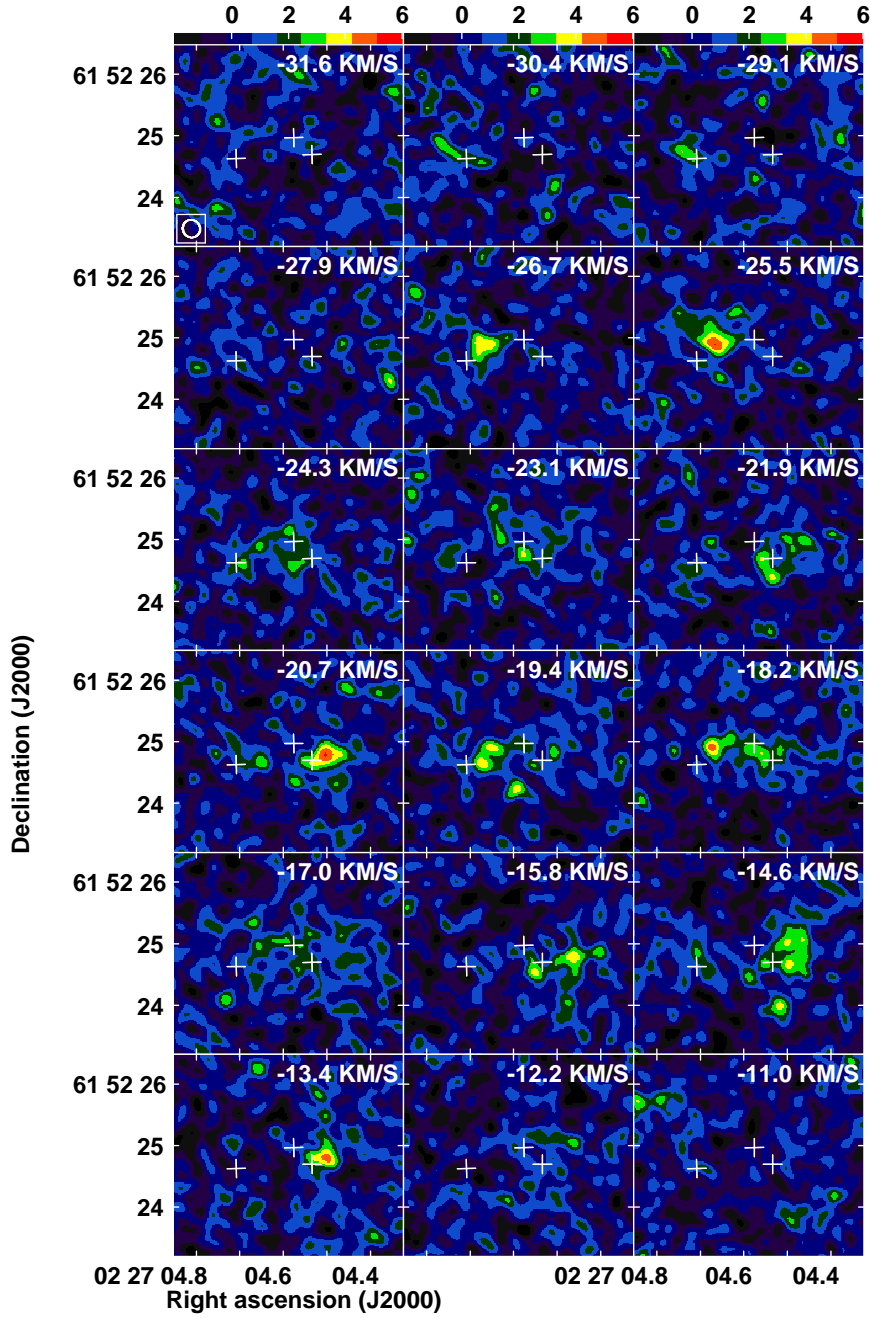 0 2 4 6 0 2 4 6 0 2 4 6
61 52 26 -31.6 KM/S -30.4 KM/S -29.1 KM/S
25
24
61 52 26 -27.9 KM/S -26.7 KM/S -25.5 KM/S
25
24
61 52 26 -24.3 KM/S -23.1 KM/S -21.9 KM/S
25
24
Declination (J2000)
61 52 26 -20.7 KM/S -19.4 KM/S -18.2 KM/S
25
24
61 52 26 -17.0 KM/S -15.8 KM/S -14.6 KM/S
25
24
61 52 26 -13.4 KM/S -12.2 KM/S -11.0 KM/S
25
24
02 27 04.8 04.6 04.4 02 27 04.8 04.6 04.4
Right ascension (J2000)